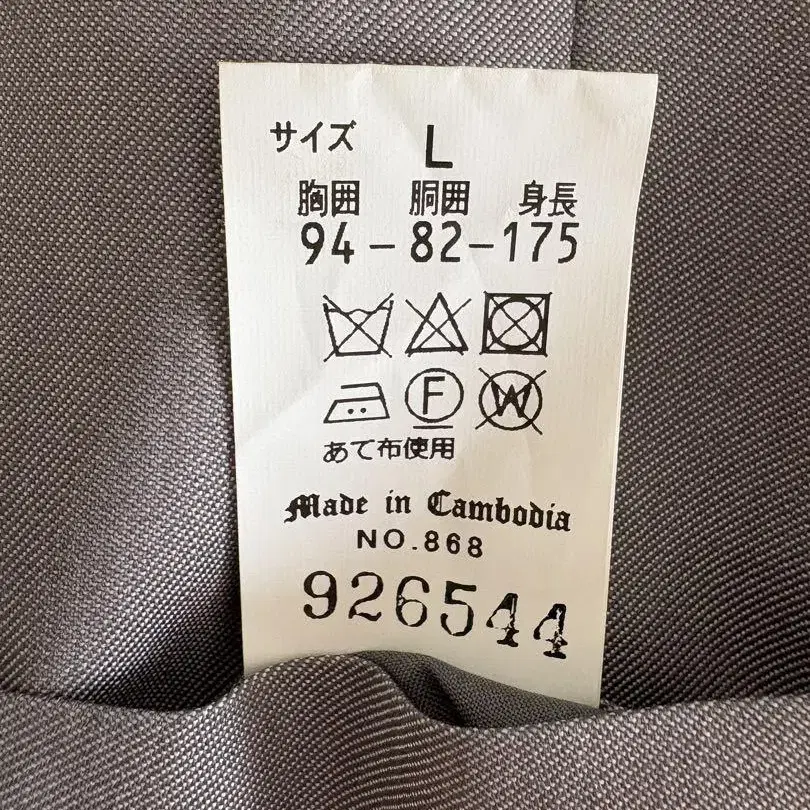 サイズ L
胸囲 胴囲 身長
94-82-175
F W
あて布使用
Made in Cambodia
NO.868
926544